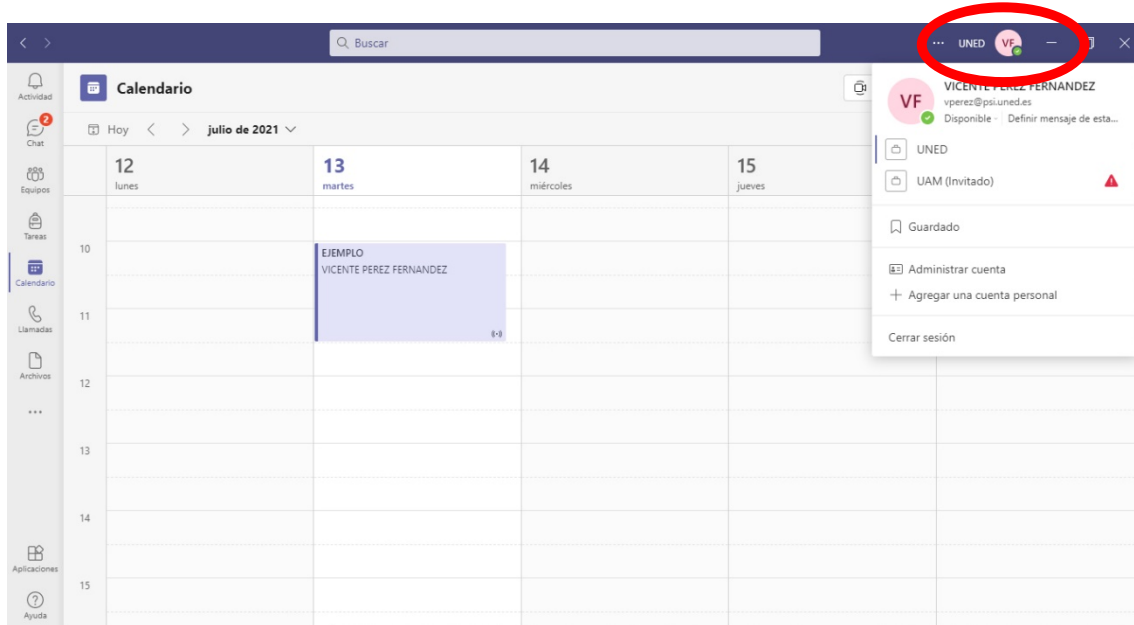 Buscar
UNED VF
Actividad
Chat
2
Equipos
Tareas
Calendario
Llamadas
Archivos
Aplicaciones
Ayuda
Calendario
Hoy julio de 2021
12
lunes
13
martes
14
miércoles
15
jueves
10
11
12
13
14
15
EJEMPLO
VICENTE PEREZ FERNANDEZ
VF
VICENTE PEREZ FERNANDEZ
vperez@psi.uned.es
Disponible - Definir mensaje de esta...
UNED
UAM (Invitado)
Guardado
Administrar cuenta
Agregar una cuenta personal
Cerrar sesión